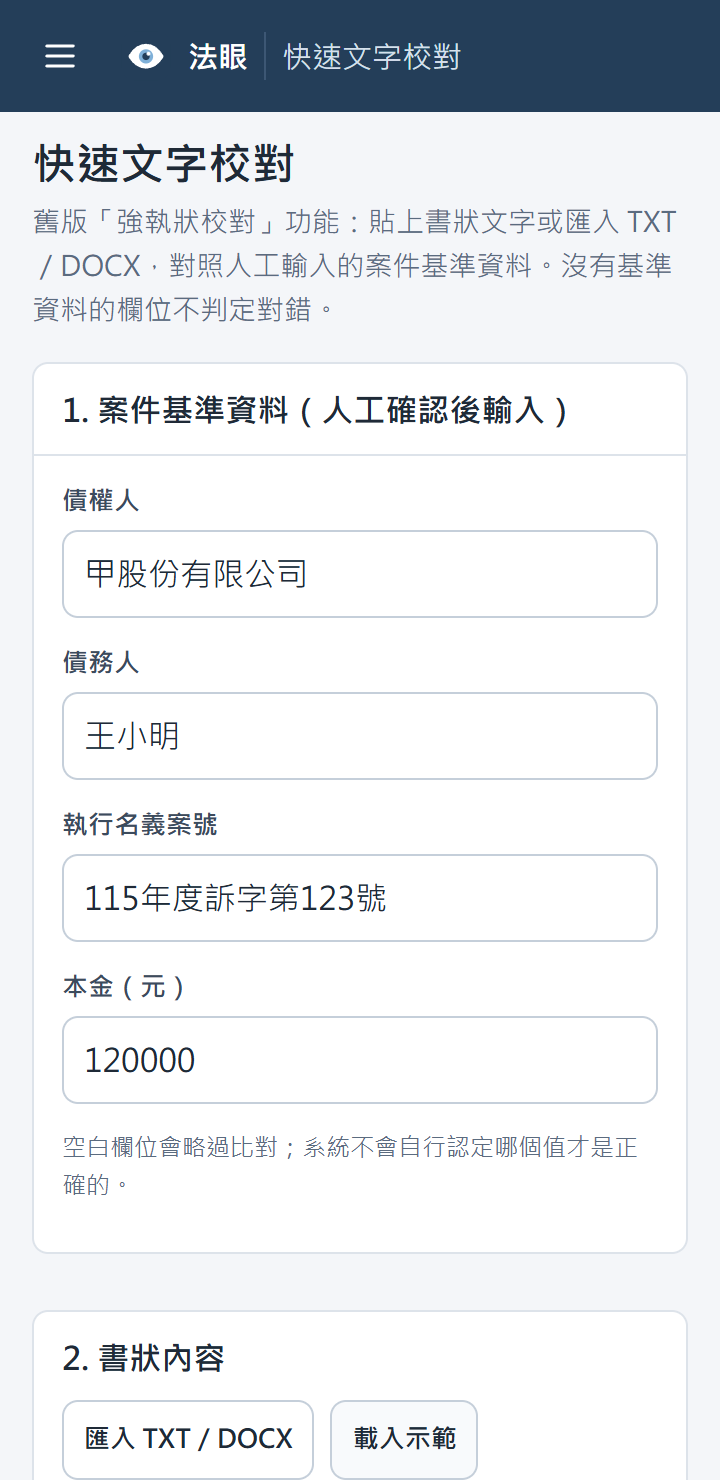 法眼 快速文字校對
快速文字校對
舊版「強執狀校對」功能：貼上書狀文字或匯入 TXT
/ DOCX，對照人工輸入的案件基準資料。沒有基準
資料的欄位不判定對錯。
1. 案件基準資料（人工確認後輸入）
債權人
甲股份有限公司
債務人
王小明
執行名義案號
115年度訴字第123號
本金（元）
120000
空白欄位會略過比對；系統不會自行認定哪個值才是正
確的。
2. 書狀內容
匯入 TXT / DOCX 載入示範